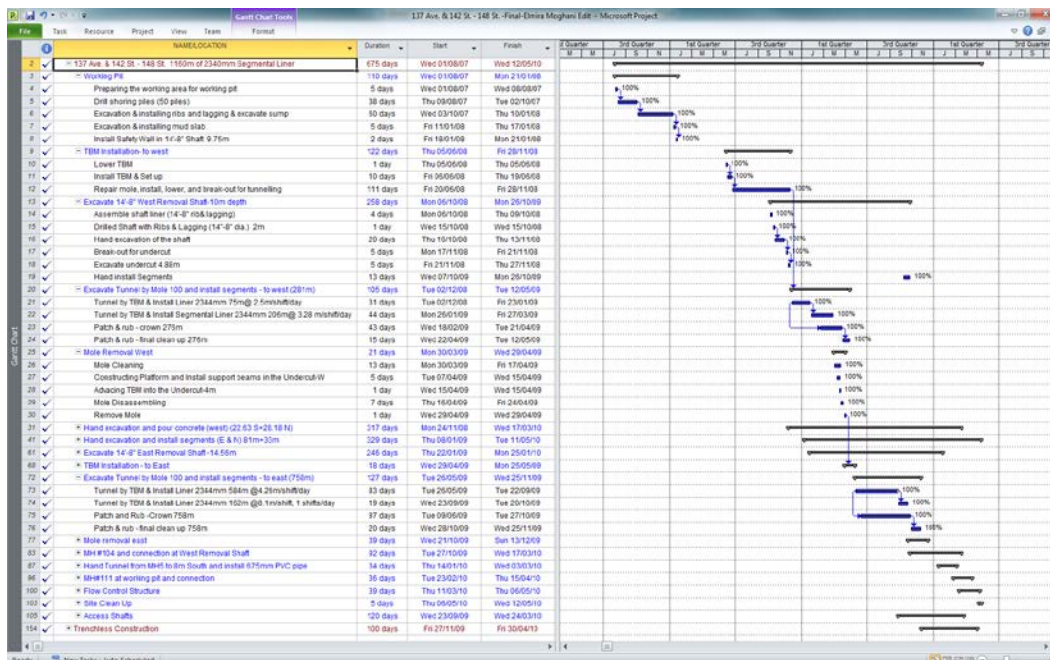 Gantt Chart Tools
137 Ave. & 142 St. - 148 St. -Final-Elmira Moghani Edit - Microsoft Project
File Task Resource Project View Team Format
NAME/LOCATION Duration Start Finish
3rd Quarter 1st Quarter 3rd Quarter 1st Quarter 3rd Quarter 1st Quarter 3rd Quarter
2 137 Ave. & 142 St. - 148 St. 1160m of 2340mm Segmental Liner 675 days Wed 01/08/07 Wed 12/05/10
3 Working Pit 110 days Wed 01/08/07 Mon 21/01/08
4 Preparing the working area for working pit 5 days Wed 01/08/07 Wed 08/08/07 100%
5 Drill shoring piles (50 piles) 38 days Thu 09/08/07 Tue 02/10/07 100%
6 Excavation & installing ribs and lagging & excavate sump 60 days Wed 03/10/07 Thu 10/01/08 100%
7 Excavation & installing mud slab 5 days Fri 11/01/08 Thu 17/01/08 100%
8 Install Safety Wall in 14'-8" Shaft 9.75m 2 days Fri 18/01/08 Mon 21/01/08 100%
9 TBM Installation- to west 122 days Thu 05/06/08 Fri 28/11/08
10 Lower TBM 1 day Thu 05/06/08 Thu 05/06/08 100%
11 Install TBM & Set up 10 days Fri 06/06/08 Thu 19/06/08 100%
12 Repair mole, install, lower, and break-out for tunnelling 111 days Fri 20/06/08 Fri 28/11/08 100%
13 Excavate 14'-8" West Removal Shaft-10m depth 258 days Mon 06/10/08 Mon 26/10/09
14 Assemble shaft liner (14'-8" rib& lagging) 4 days Mon 06/10/08 Thu 09/10/08 100%
15 Drilled Shaft with Ribs & Lagging (14"-8" dia.) 2m 1 day Wed 15/10/08 Wed 15/10/08 100%
16 Hand excavation of the shaft 20 days Thu 16/10/08 Thu 13/11/08 100%
17 Break-out for undercut 5 days Mon 17/11/08 Fri 21/11/08 100%
18 Excavate undercut 4.88m 5 days Fri 21/11/08 Thu 27/11/08 100%
19 Hand install Segments 13 days Wed 07/10/09 Mon 26/10/09 100%
20 Excavate Tunnel by Mole 100 and install segments - to west (281m) 105 days Tue 02/12/08 Tue 12/05/09
21 Tunnel by TBM & Install Liner 2344mm 75m@ 2.5m/shift/day 31 days Tue 02/12/08 Fri 23/01/09 100%
22 Tunnel by TBM & Install Segmental Liner 2344mm 206m@ 3.28 m/shift/day 44 days Mon 26/01/09 Fri 27/03/09 100%
23 Patch & rub - crown 276m 43 days Wed 18/02/09 Tue 21/04/09 100%
24 Patch & rub - final clean up 276m 15 days Wed 22/04/09 Tue 12/05/09 100%
25 Mole Removal West 21 days Mon 30/03/09 Wed 29/04/09
26 Mole Cleaning 13 days Mon 30/03/09 Fri 17/04/09 100%
27 Constructing Platform and Install support beams in the Undercut-W 5 days Tue 07/04/09 Wed 15/04/09 100%
28 Advacing TBM into the Undercut-4m 1 day Wed 15/04/09 Wed 15/04/09 100%
29 Mole Disassembling 7 days Thu 16/04/09 Fri 24/04/09 100%
30 Remove Mole 1 day Wed 29/04/09 Wed 29/04/09 100%
31 Hand excavation and pour concrete (west) (22.63 S+28.18 N) 317 days Mon 24/11/08 Wed 17/03/10
41 Hand excavation and install segments (E & N) 81m+33m 329 days Thu 08/01/09 Tue 11/05/10
61 Excavate 14'-8" East Removal Shaft-14.56m 246 days Thu 22/01/09 Mon 25/01/10
68 TBM Installation - to East 18 days Wed 29/04/09 Mon 25/05/09
72 Excavate Tunnel by Mole 100 and install segments - to east (758m) 127 days Tue 26/05/09 Wed 25/11/09
73 Tunnel by TBM & Install Liner 2344mm 584m @4.26m/shift/day 83 days Tue 26/05/09 Tue 22/09/09 100%
74 Tunnel by TBM & Install Liner 2344mm 162m @8.1m/shift, 1 shifts/day 19 days Wed 23/09/09 Tue 20/10/09 100%
75 Patch and Rub -Crown 758m 97 days Tue 09/06/09 Tue 27/10/09 100%
76 Patch & rub - final clean up 758m 20 days Wed 28/10/09 Wed 25/11/09 100%
77 Mole removal east 39 days Wed 21/10/09 Sun 13/12/09
83 MH #104 and connection at West Removal Shaft 92 days Tue 27/10/09 Wed 17/03/10
87 Hand Tunnel from MH5 to 8m South and install 675mm PVC pipe 34 days Thu 14/01/10 Wed 03/03/10
96 MH#111 at working pit and connection 36 days Tue 23/02/10 Thu 15/04/10
100 Flow Control Structure 39 days Thu 11/03/10 Thu 06/05/10
103 Site Clean Up 5 days Thu 06/05/10 Wed 12/05/10
105 Access Shafts 120 days Wed 23/09/09 Wed 24/03/10
154 Trenchless Construction 100 days Fri 27/11/09 Fri 30/04/10
Gantt Chart